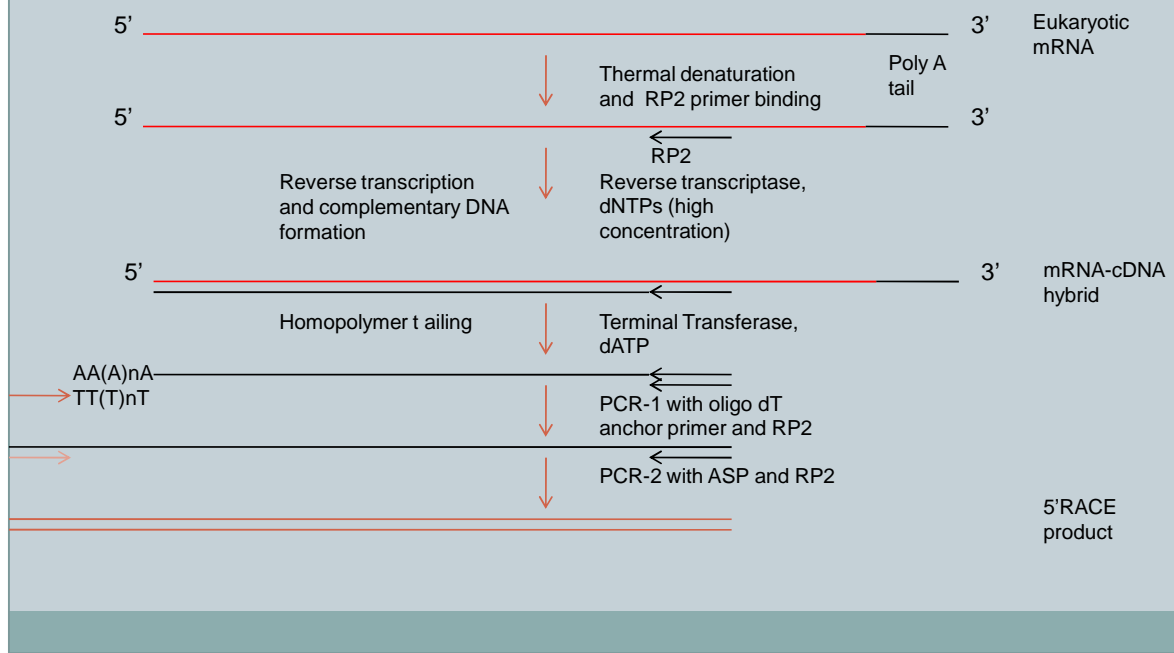 5’
3’
Eukaryotic
mRNA
Poly A
tail
Thermal denaturation
and RP2 primer binding
5’
3’
RP2
Reverse transcription
and complementary DNA
formation
Reverse transcriptase,
dNTPs (high
concentration)
5’
3’
mRNA-cDNA
hybrid
Homopolymer t ailing
Terminal Transferase,
dATP
AA(A)nA
TT(T)nT
PCR-1 with oligo dT
anchor primer and RP2
PCR-2 with ASP and RP2
5’RACE
product